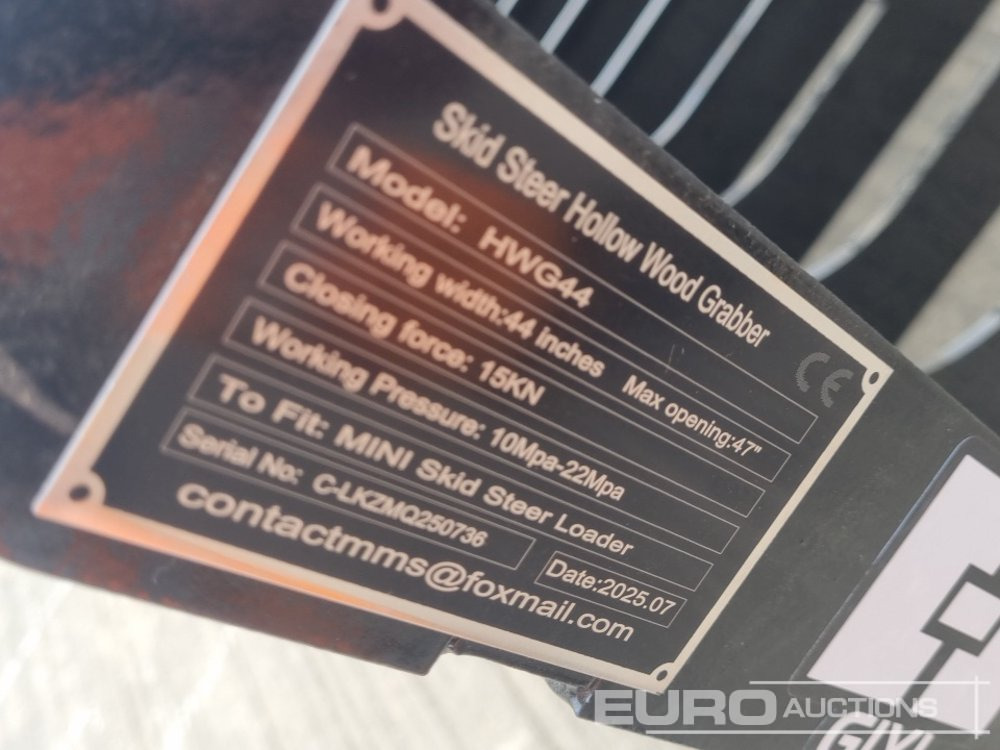 Skid Steer Hollow Wood Grabber
CE
Model: HWG44
Working width:44 inches Max opening:47"
Closing force: 15KN
Working Pressure: 10Mpa-22Mpa
To Fit: MINI Skid Steer Loader
Serial No: C-LKZMQ250736 Date:2025.07
contactmms@foxmail.com
EURO AUCTIONS